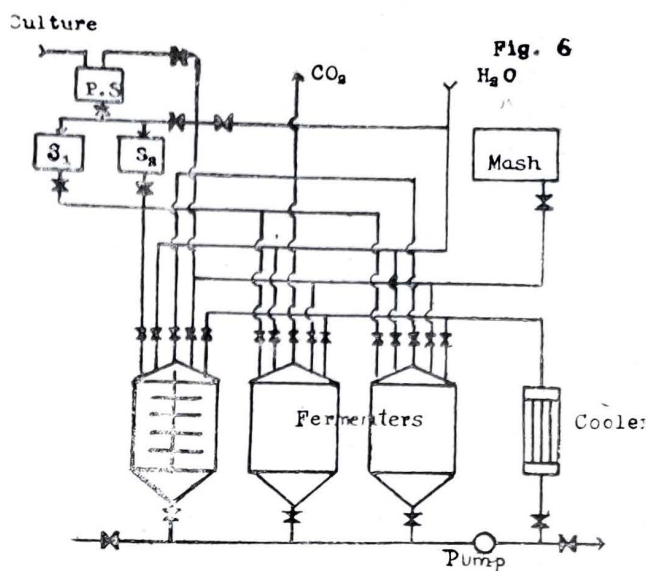 Culture
Fig. 6
CO₂
H₂O
P.S
S₁
S₂
Mash
Fermenters
Cooler
Pump